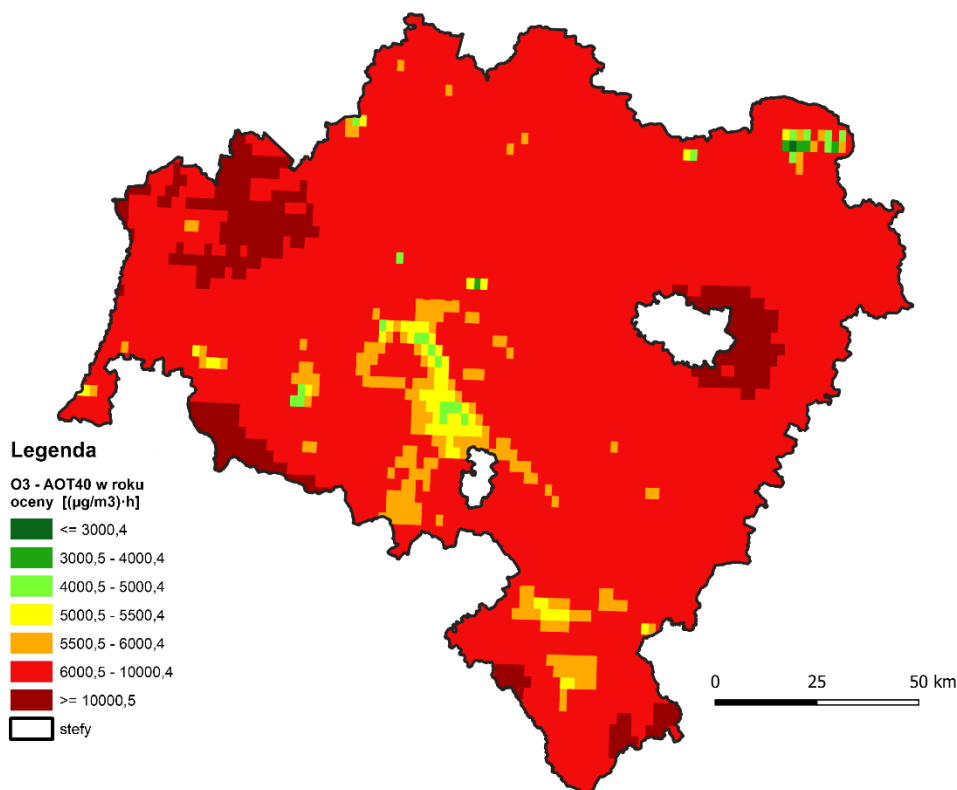 Legenda
O3 - AOT40 w roku
oceny [(µg/m3)·h]
<= 3000,4
3000,5 - 4000,4
4000,5 - 5000,4
5000,5 - 5500,4
5500,5 - 6000,4
6000,5 - 10000,4
>= 10000,5
stefy
0 25 50 km